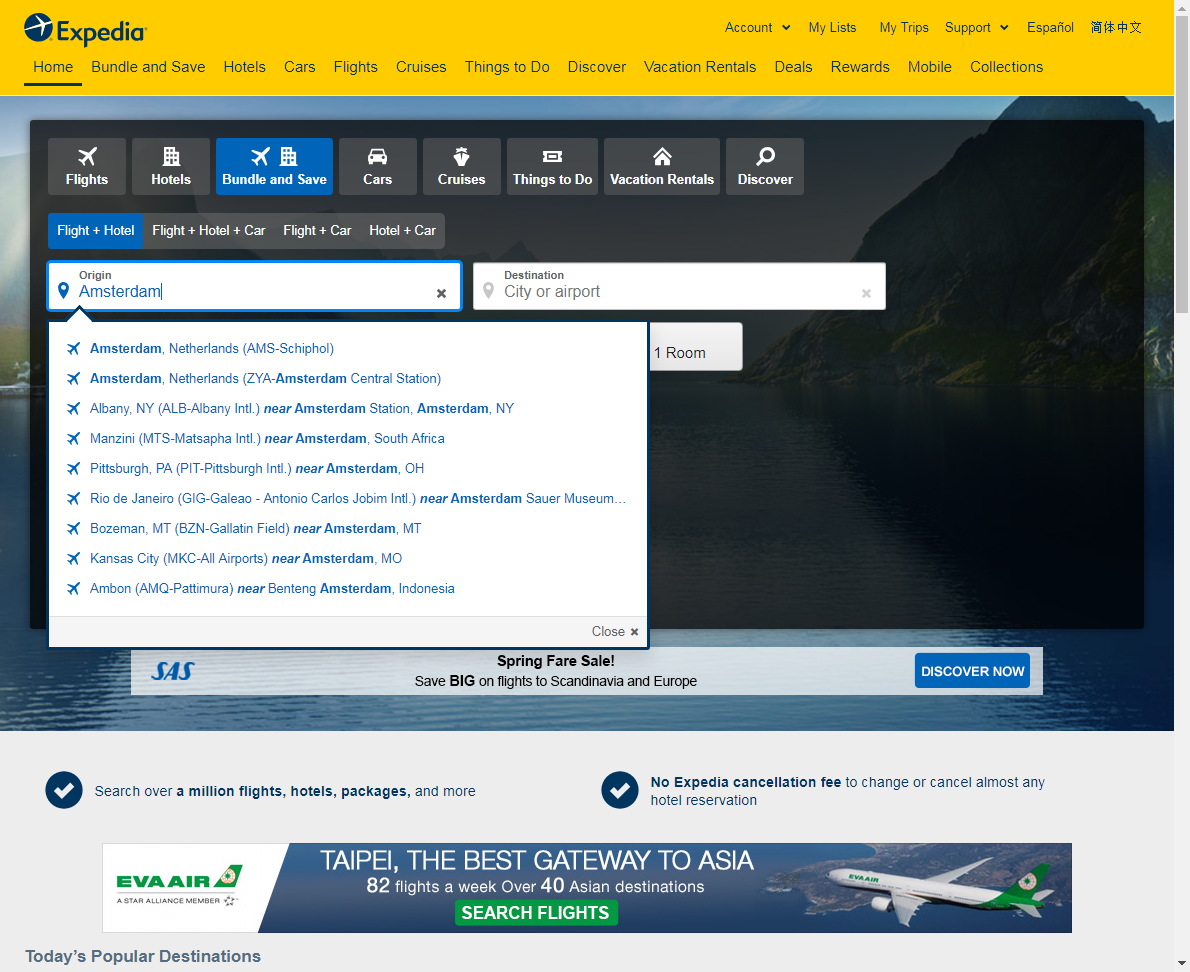 Expedia
Account My Lists My Trips Support Español 简体中文
Home Bundle and Save Hotels Cars Flights Cruises Things to Do Discover Vacation Rentals Deals Rewards Mobile Collections
Flights Hotels Bundle and Save Cars Cruises Things to Do Vacation Rentals Discover
Flight + Hotel Flight + Hotel + Car Flight + Car Hotel + Car
Origin
Amsterdam
Destination
City or airport
1 Room
Amsterdam, Netherlands (AMS-Schiphol)
Amsterdam, Netherlands (ZYA-Amsterdam Central Station)
Albany, NY (ALB-Albany Intl.) near Amsterdam Station, Amsterdam, NY
Manzini (MTS-Matsapha Intl.) near Amsterdam, South Africa
Pittsburgh, PA (PIT-Pittsburgh Intl.) near Amsterdam, OH
Rio de Janeiro (GIG-Galeao - Antonio Carlos Jobim Intl.) near Amsterdam Sauer Museum...
Bozeman, MT (BZN-Gallatin Field) near Amsterdam, MT
Kansas City (MKC-All Airports) near Amsterdam, MO
Ambon (AMQ-Pattimura) near Benteng Amsterdam, Indonesia
Close
SAS
Spring Fare Sale!
Save BIG on flights to Scandinavia and Europe
DISCOVER NOW
Search over a million flights, hotels, packages, and more
No Expedia cancellation fee to change or cancel almost any
hotel reservation
EVA AIR
A STAR ALLIANCE MEMBER
TAIPEI, THE BEST GATEWAY TO ASIA
82 flights a week Over 40 Asian destinations
SEARCH FLIGHTS
EVA AIR
Today's Popular Destinations